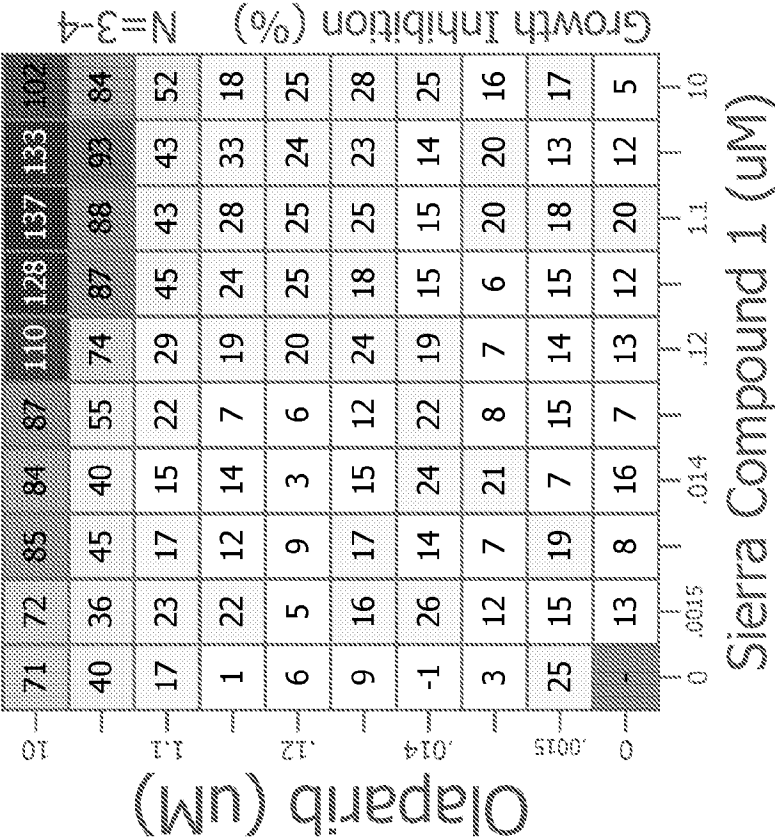 Growth Inhibition (%) N=3-4
10 71 72 85 84 87 110 128 137 133 102
40 36 45 40 55 74 87 88 93 84
1.1 17 23 17 15 22 29 45 43 43 52
1 22 12 14 7 19 24 28 33 18
.12 6 5 9 3 6 20 25 25 24 25
9 16 17 15 12 24 18 25 23 28
.014 -1 26 14 24 22 19 15 15 14 25
3 12 7 21 8 7 6 20 20 16
.0015 25 15 19 7 15 14 15 18 13 17
0 - 13 8 16 7 13 12 20 12 5
0 .0015 .014 .12 1.1 10
Olaparib (uM)
Sierra Compound 1 (uM)